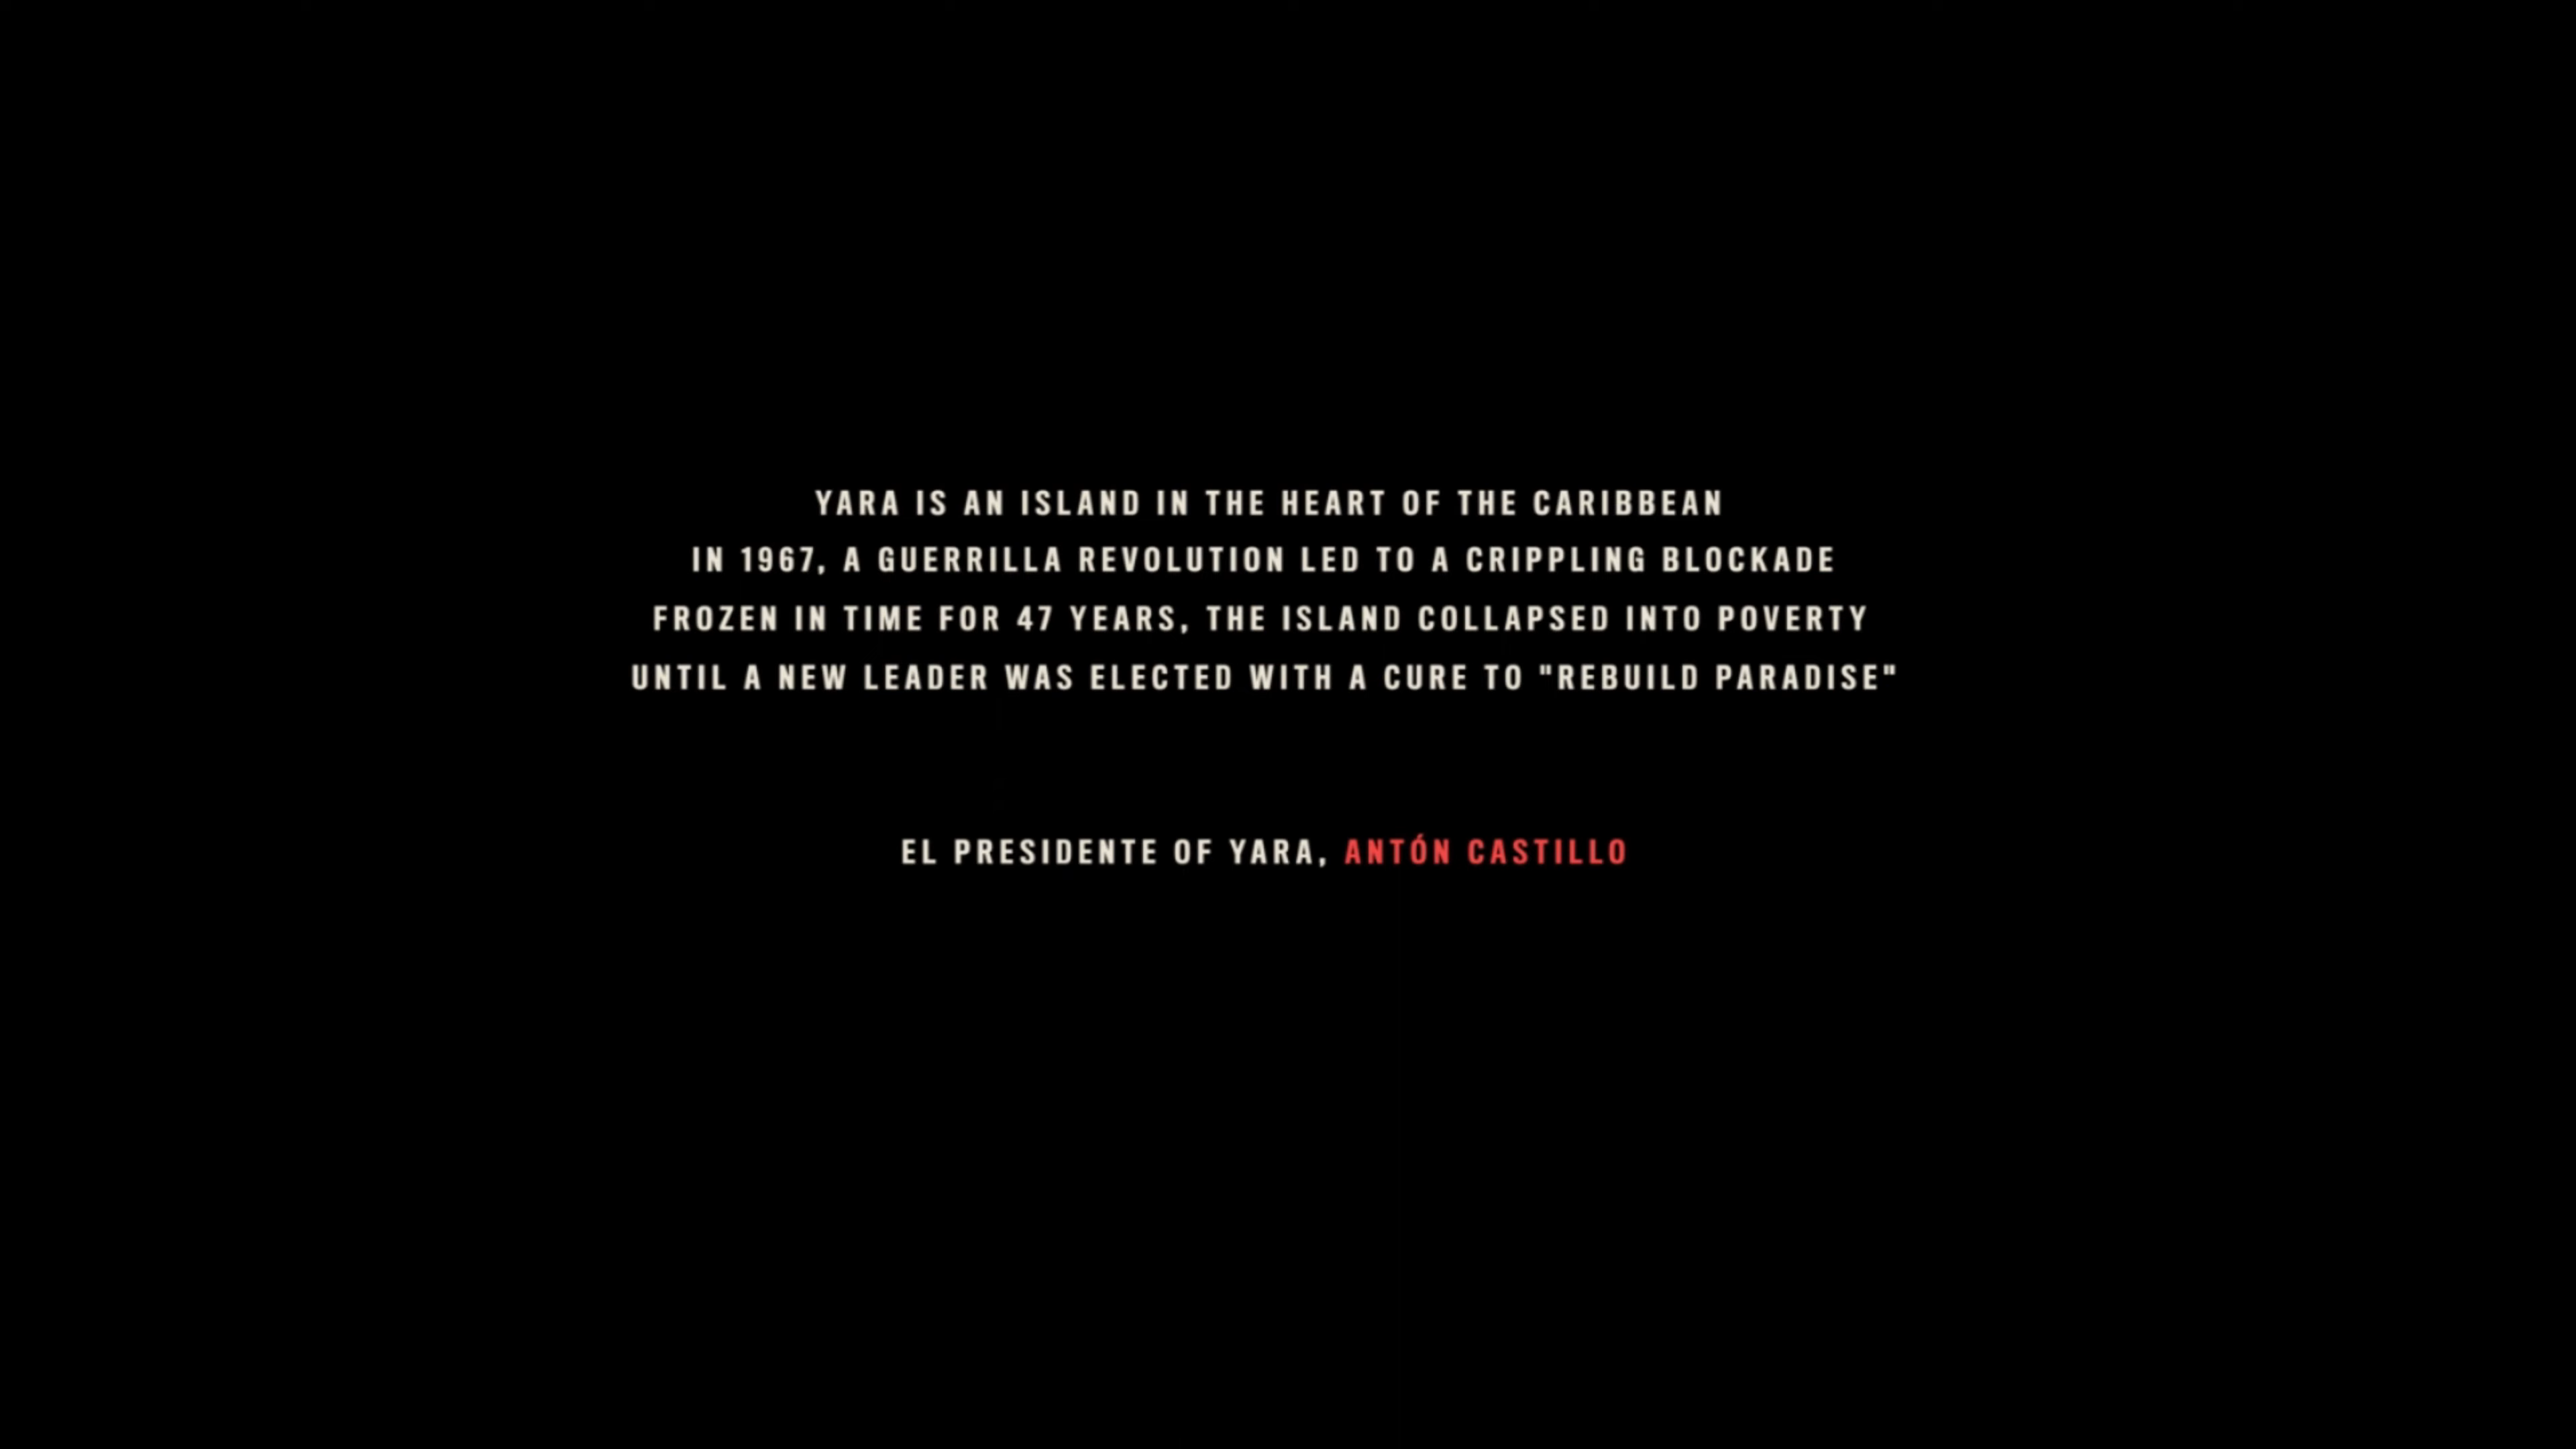 YARA IS AN ISLAND IN THE HEART OF THE CARIBBEAN
IN 1967, A GUERRILLA REVOLUTION LED TO A CRIPPLING BLOCKADE
FROZEN IN TIME FOR 47 YEARS, THE ISLAND COLLAPSED INTO POVERTY
UNTIL A NEW LEADER WAS ELECTED WITH A CURE TO "REBUILD PARADISE"
EL PRESIDENTE OF YARA, ANTÓN CASTILLO